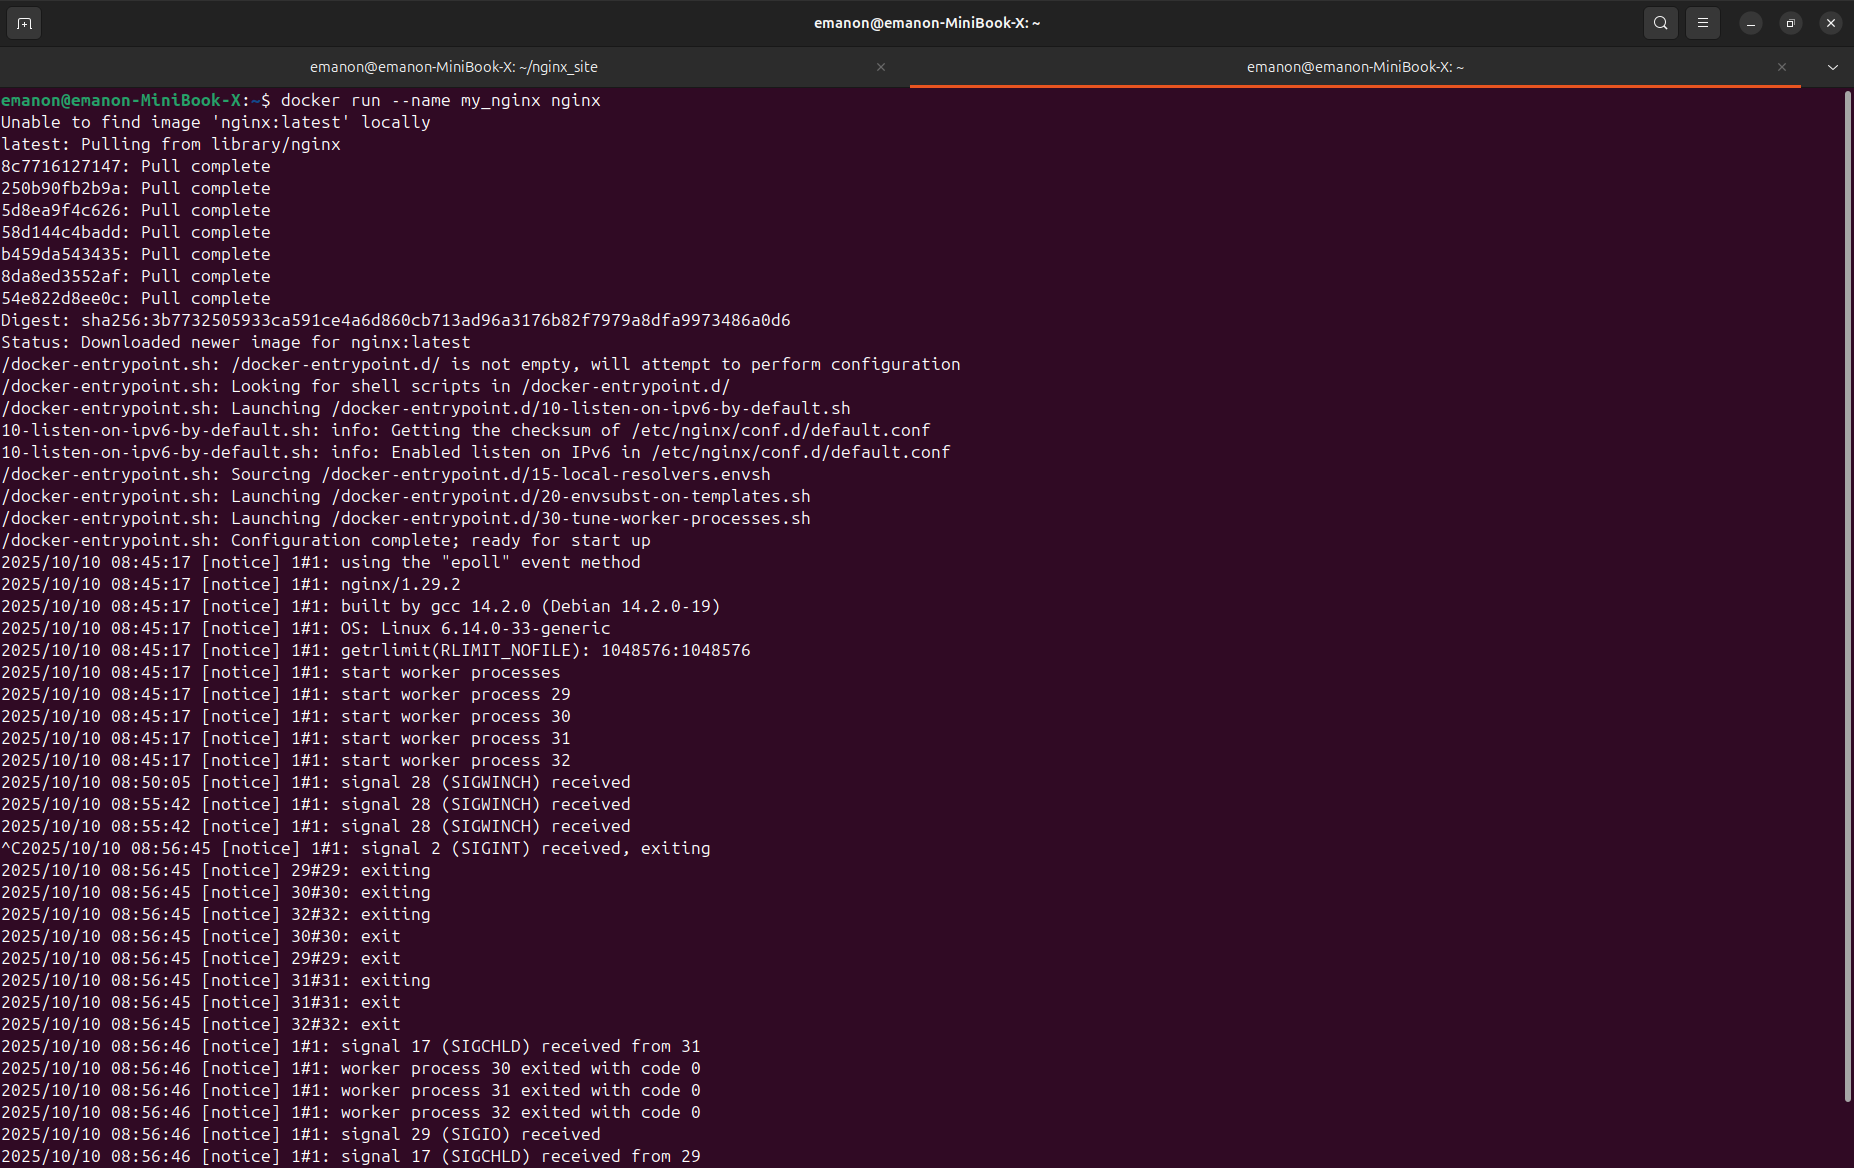 emanon@emanon-MiniBook-X: ~
emanon@emanon-MiniBook-X: ~/nginx_site
emanon@emanon-MiniBook-X: ~
emanon@emanon-MiniBook-X:~$ docker run --name my_nginx nginx
Unable to find image 'nginx:latest' locally
latest: Pulling from library/nginx
8c7716127147: Pull complete
250b90fb2b9a: Pull complete
5d8ea9f4c626: Pull complete
58d144c4badd: Pull complete
b459da543435: Pull complete
8da8ed3552af: Pull complete
54e822d8ee0c: Pull complete
Digest: sha256:3b7732505933ca591ce4a6d860cb713ad96a3176b82f7979a8dfa9973486a0d6
Status: Downloaded newer image for nginx:latest
/docker-entrypoint.sh: /docker-entrypoint.d/ is not empty, will attempt to perform configuration
/docker-entrypoint.sh: Looking for shell scripts in /docker-entrypoint.d/
/docker-entrypoint.sh: Launching /docker-entrypoint.d/10-listen-on-ipv6-by-default.sh
10-listen-on-ipv6-by-default.sh: info: Getting the checksum of /etc/nginx/conf.d/default.conf
10-listen-on-ipv6-by-default.sh: info: Enabled listen on IPv6 in /etc/nginx/conf.d/default.conf
/docker-entrypoint.sh: Sourcing /docker-entrypoint.d/15-local-resolvers.envsh
/docker-entrypoint.sh: Launching /docker-entrypoint.d/20-envsubst-on-templates.sh
/docker-entrypoint.sh: Launching /docker-entrypoint.d/30-tune-worker-processes.sh
/docker-entrypoint.sh: Configuration complete; ready for start up
2025/10/10 08:45:17 [notice] 1#1: using the "epoll" event method
2025/10/10 08:45:17 [notice] 1#1: nginx/1.29.2
2025/10/10 08:45:17 [notice] 1#1: built by gcc 14.2.0 (Debian 14.2.0-19)
2025/10/10 08:45:17 [notice] 1#1: OS: Linux 6.14.0-33-generic
2025/10/10 08:45:17 [notice] 1#1: getrlimit(RLIMIT_NOFILE): 1048576:1048576
2025/10/10 08:45:17 [notice] 1#1: start worker processes
2025/10/10 08:45:17 [notice] 1#1: start worker process 29
2025/10/10 08:45:17 [notice] 1#1: start worker process 30
2025/10/10 08:45:17 [notice] 1#1: start worker process 31
2025/10/10 08:45:17 [notice] 1#1: start worker process 32
2025/10/10 08:50:05 [notice] 1#1: signal 28 (SIGWINCH) received
2025/10/10 08:55:42 [notice] 1#1: signal 28 (SIGWINCH) received
2025/10/10 08:55:42 [notice] 1#1: signal 28 (SIGWINCH) received
^C2025/10/10 08:56:45 [notice] 1#1: signal 2 (SIGINT) received, exiting
2025/10/10 08:56:45 [notice] 29#29: exiting
2025/10/10 08:56:45 [notice] 30#30: exiting
2025/10/10 08:56:45 [notice] 32#32: exiting
2025/10/10 08:56:45 [notice] 30#30: exit
2025/10/10 08:56:45 [notice] 29#29: exit
2025/10/10 08:56:45 [notice] 31#31: exiting
2025/10/10 08:56:45 [notice] 31#31: exit
2025/10/10 08:56:45 [notice] 32#32: exit
2025/10/10 08:56:46 [notice] 1#1: signal 17 (SIGCHLD) received from 31
2025/10/10 08:56:46 [notice] 1#1: worker process 30 exited with code 0
2025/10/10 08:56:46 [notice] 1#1: worker process 31 exited with code 0
2025/10/10 08:56:46 [notice] 1#1: worker process 32 exited with code 0
2025/10/10 08:56:46 [notice] 1#1: signal 29 (SIGIO) received
2025/10/10 08:56:46 [notice] 1#1: signal 17 (SIGCHLD) received from 29